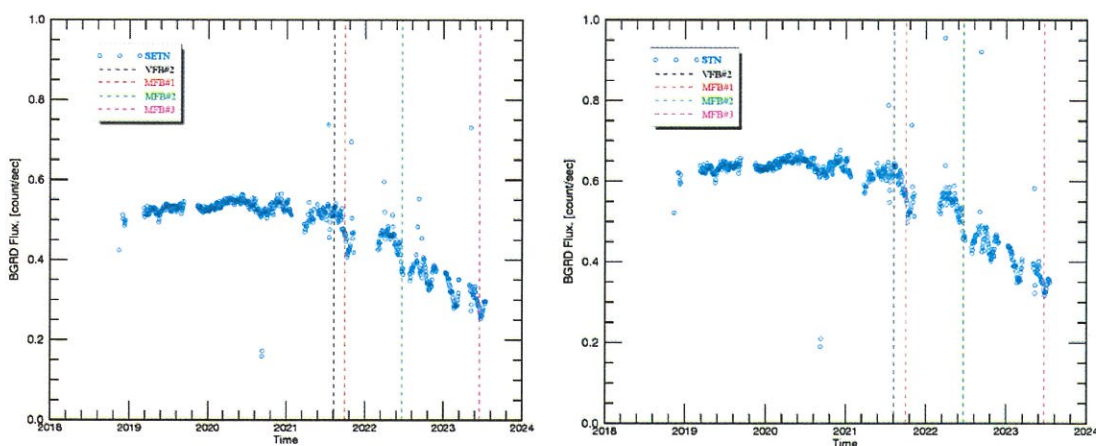 1.0
0.8
0.6
0.4
0.2
0.0
BGRD Flux, [count/sec]
SETN
VFB#2
MFB#1
MFB#2
MFB#3
2018
2019
2020
2021
2022
2023
2024
Time
1.0
0.8
0.6
0.4
0.2
0.0
BGRD Flux, [count/sec]
STN
VFB#2
MFB#1
MFB#2
MFB#3
2018
2019
2020
2021
2022
2023
2024
Time